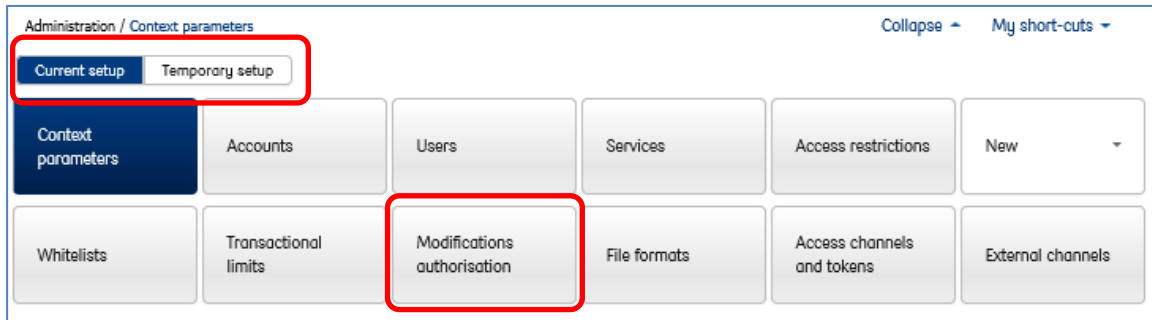 Administration / Context parameters
Collapse
My short-cuts
Current setup
Temporary setup
Context
parameters
Accounts
Users
Services
Access restrictions
New
Whitelists
Transactional
limits
Modifications
authorisation
File formats
Access channels
and tokens
External channels